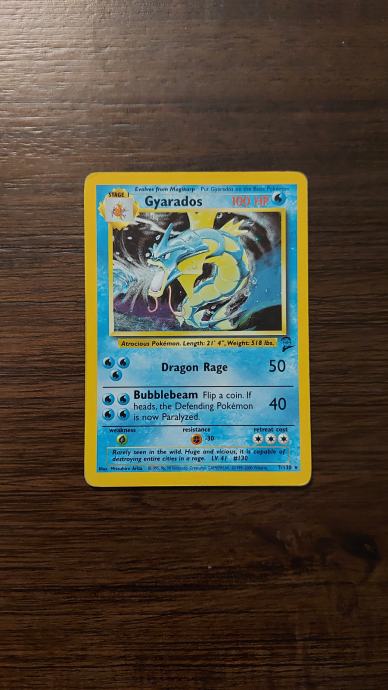 Evolves from Magikarp Put Gyarados on the Basic Pokémon
STAGE 1
Gyarados 100 HP
Atrocious Pokémon. Length: 21' 4", Weight: 518 lbs.
Dragon Rage 50
Bubblebeam Flip a coin. If
heads, the Defending Pokémon
is now Paralyzed.
40
weakness resistance retreat cost
-30
Rarely seen in the wild. Huge and vicious, it is capable of
destroying entire cities in a rage. LV. 41 #130
Illus. Mitsuhiro Arita 7/130